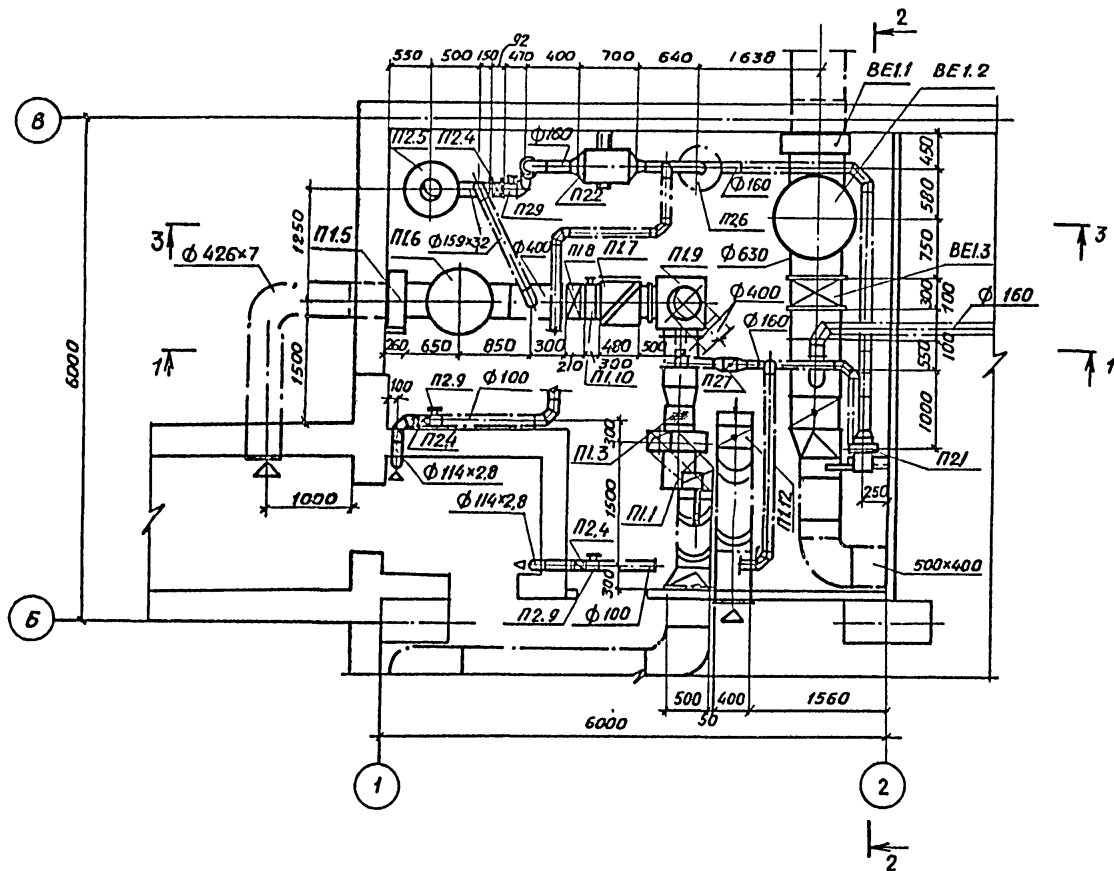 2
92
530 500 150 470 400 700 640 1638
ВЕ1.1
ВЕ1.2
В
П2.5
П2.4
ф160
450
П2.9
П2.2
П2.6
ф160
580
3
1250
П1.5
П1.6
ф159×32
ф400
П1.8
П1.7
П1.9
ф630
750
3
ф426×7
ВЕ1.3
ф400
300
100
ф160
6000
1
1500
260 650 850 300 210 300 480 500
ф160
550
100
1
П1.10
П2.7
100
П2.9
ф100
1000
П2.4
300
П1.3
ф114×2,8
П2.1
1000
ф114×2,8
П2,4
1500
П1.1
П1.12
250
500×400
Б
П2.9
300
ф100
500
50
400
1560
6000
1
2
2